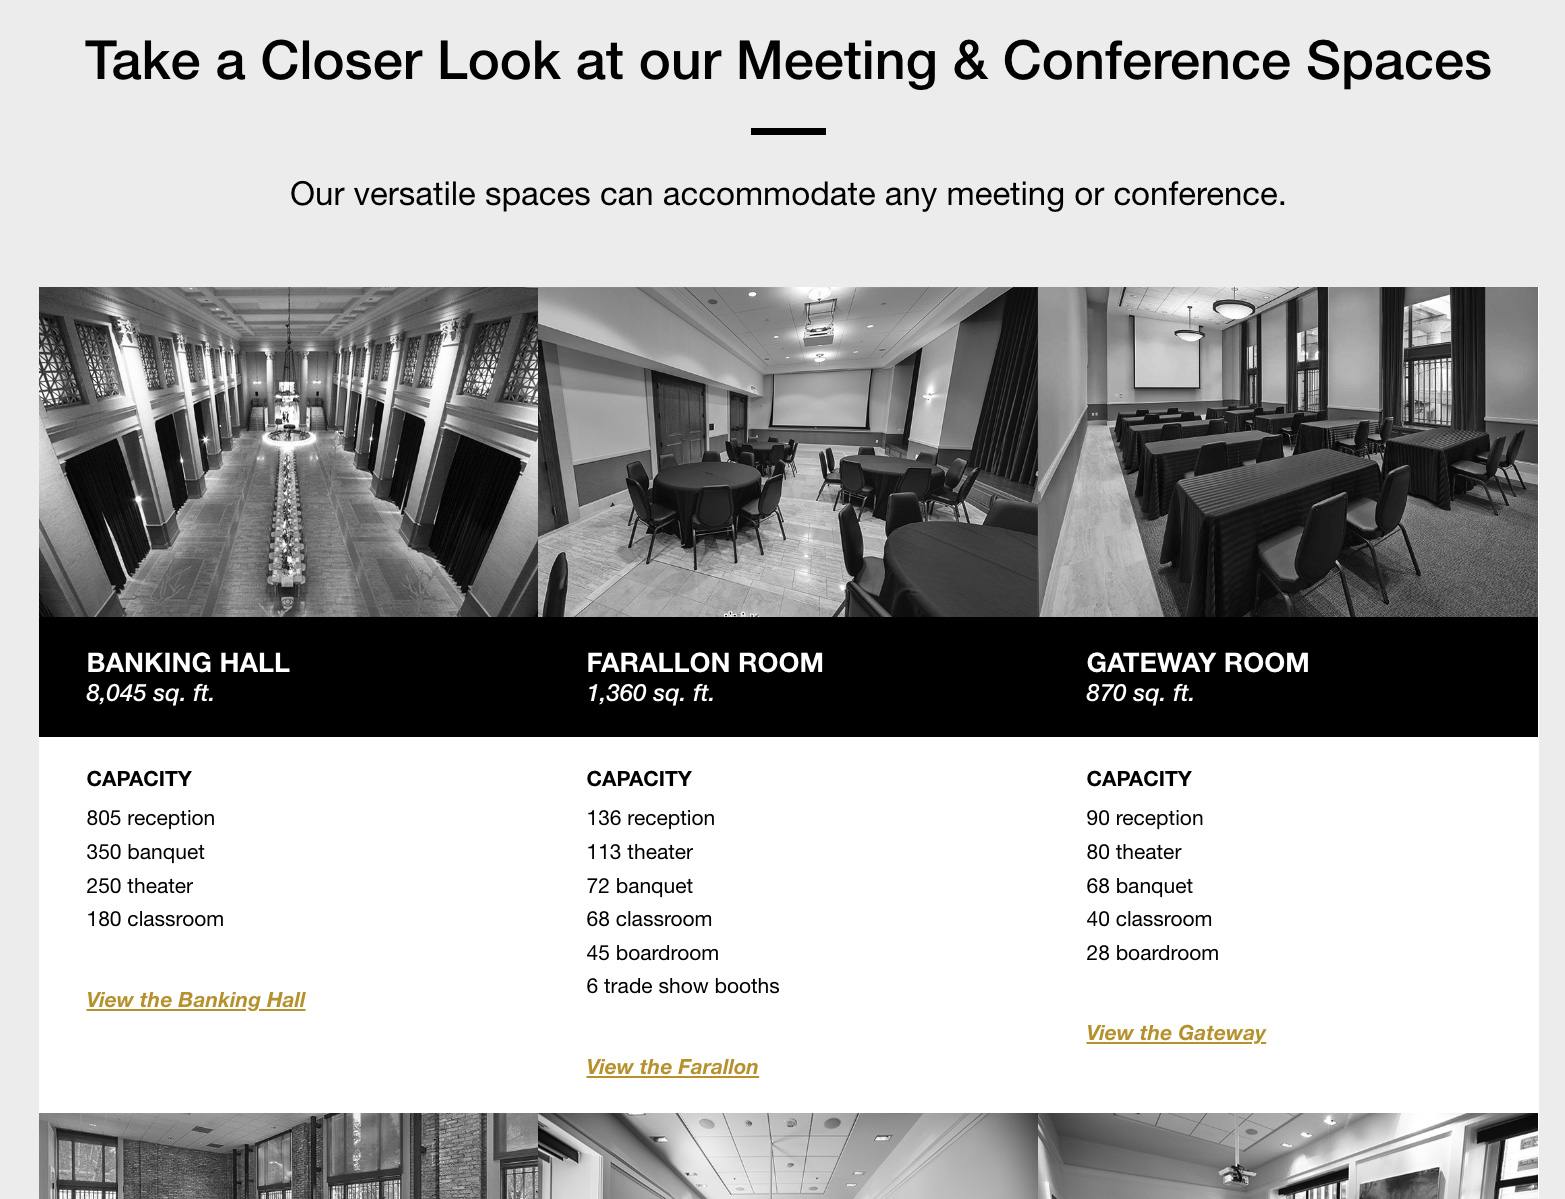 Take a Closer Look at our Meeting & Conference Spaces
Our versatile spaces can accommodate any meeting or conference.
BANKING HALL
8,045 sq. ft.
CAPACITY
805 reception
350 banquet
250 theater
180 classroom
View the Banking Hall
FARALLON ROOM
1,360 sq. ft.
CAPACITY
136 reception
113 theater
72 banquet
68 classroom
45 boardroom
6 trade show booths
View the Farallon
GATEWAY ROOM
870 sq. ft.
CAPACITY
90 reception
80 theater
68 banquet
40 classroom
28 boardroom
View the Gateway